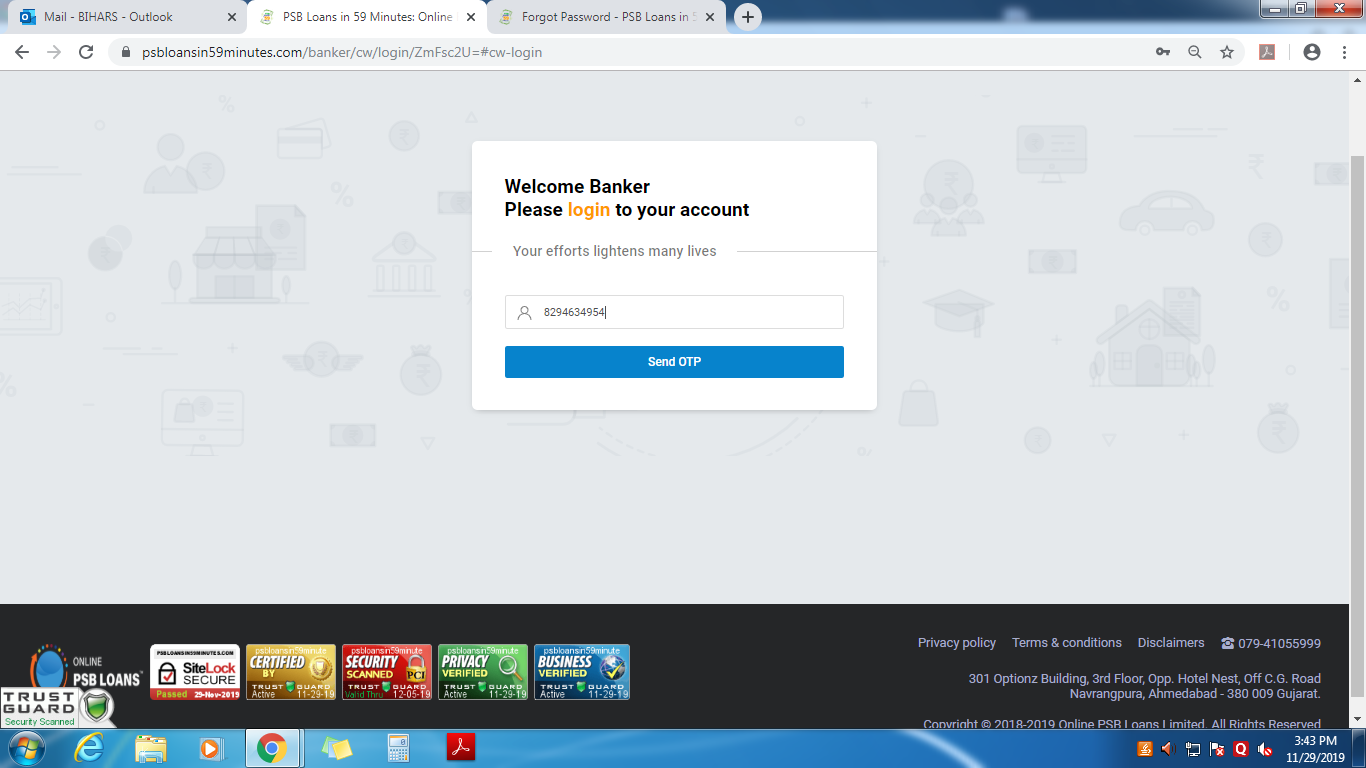 Mail - BIHARS - Outlook
PSB Loans in 59 Minutes: Online
Forgot Password - PSB Loans in 5
psbloansin59minutes.com/banker/cw/login/ZmFsc2U=#cw-login
Welcome Banker
Please login to your account
Your efforts lightens many lives
8294634954
Send OTP
Privacy policy Terms & conditions Disclaimers 079-41055999
301 Optionz Building, 3rd Floor, Opp. Hotel Nest, Off C.G. Road
Navrangpura, Ahmedabad - 380 009 Gujarat.
Copyright © 2018-2019 Online PSB Loans Limited. All Rights Reserved
ONLINE
PSB LOANS
PSBLOANSIN59MINUTES.COM
SiteLock
SECURE
Passed 29-Nov-2019
psbloansin59minute
CERTIFIED
BY
TRUST GUARD
Active 11-29-19
psbloansin59minute
SECURITY
SCANNED PCI
TRUST GUARD
Valid Thru 12-05-19
psbloansin59minute
PRIVACY
VERIFIED
TRUST GUARD
Active 11-29-19
psbloansin59minute
BUSINESS
VERIFIED
TRUST GUARD
Active 11-29-19
TRUST
GUARD
Security Scanned
3:43 PM
11/29/2019